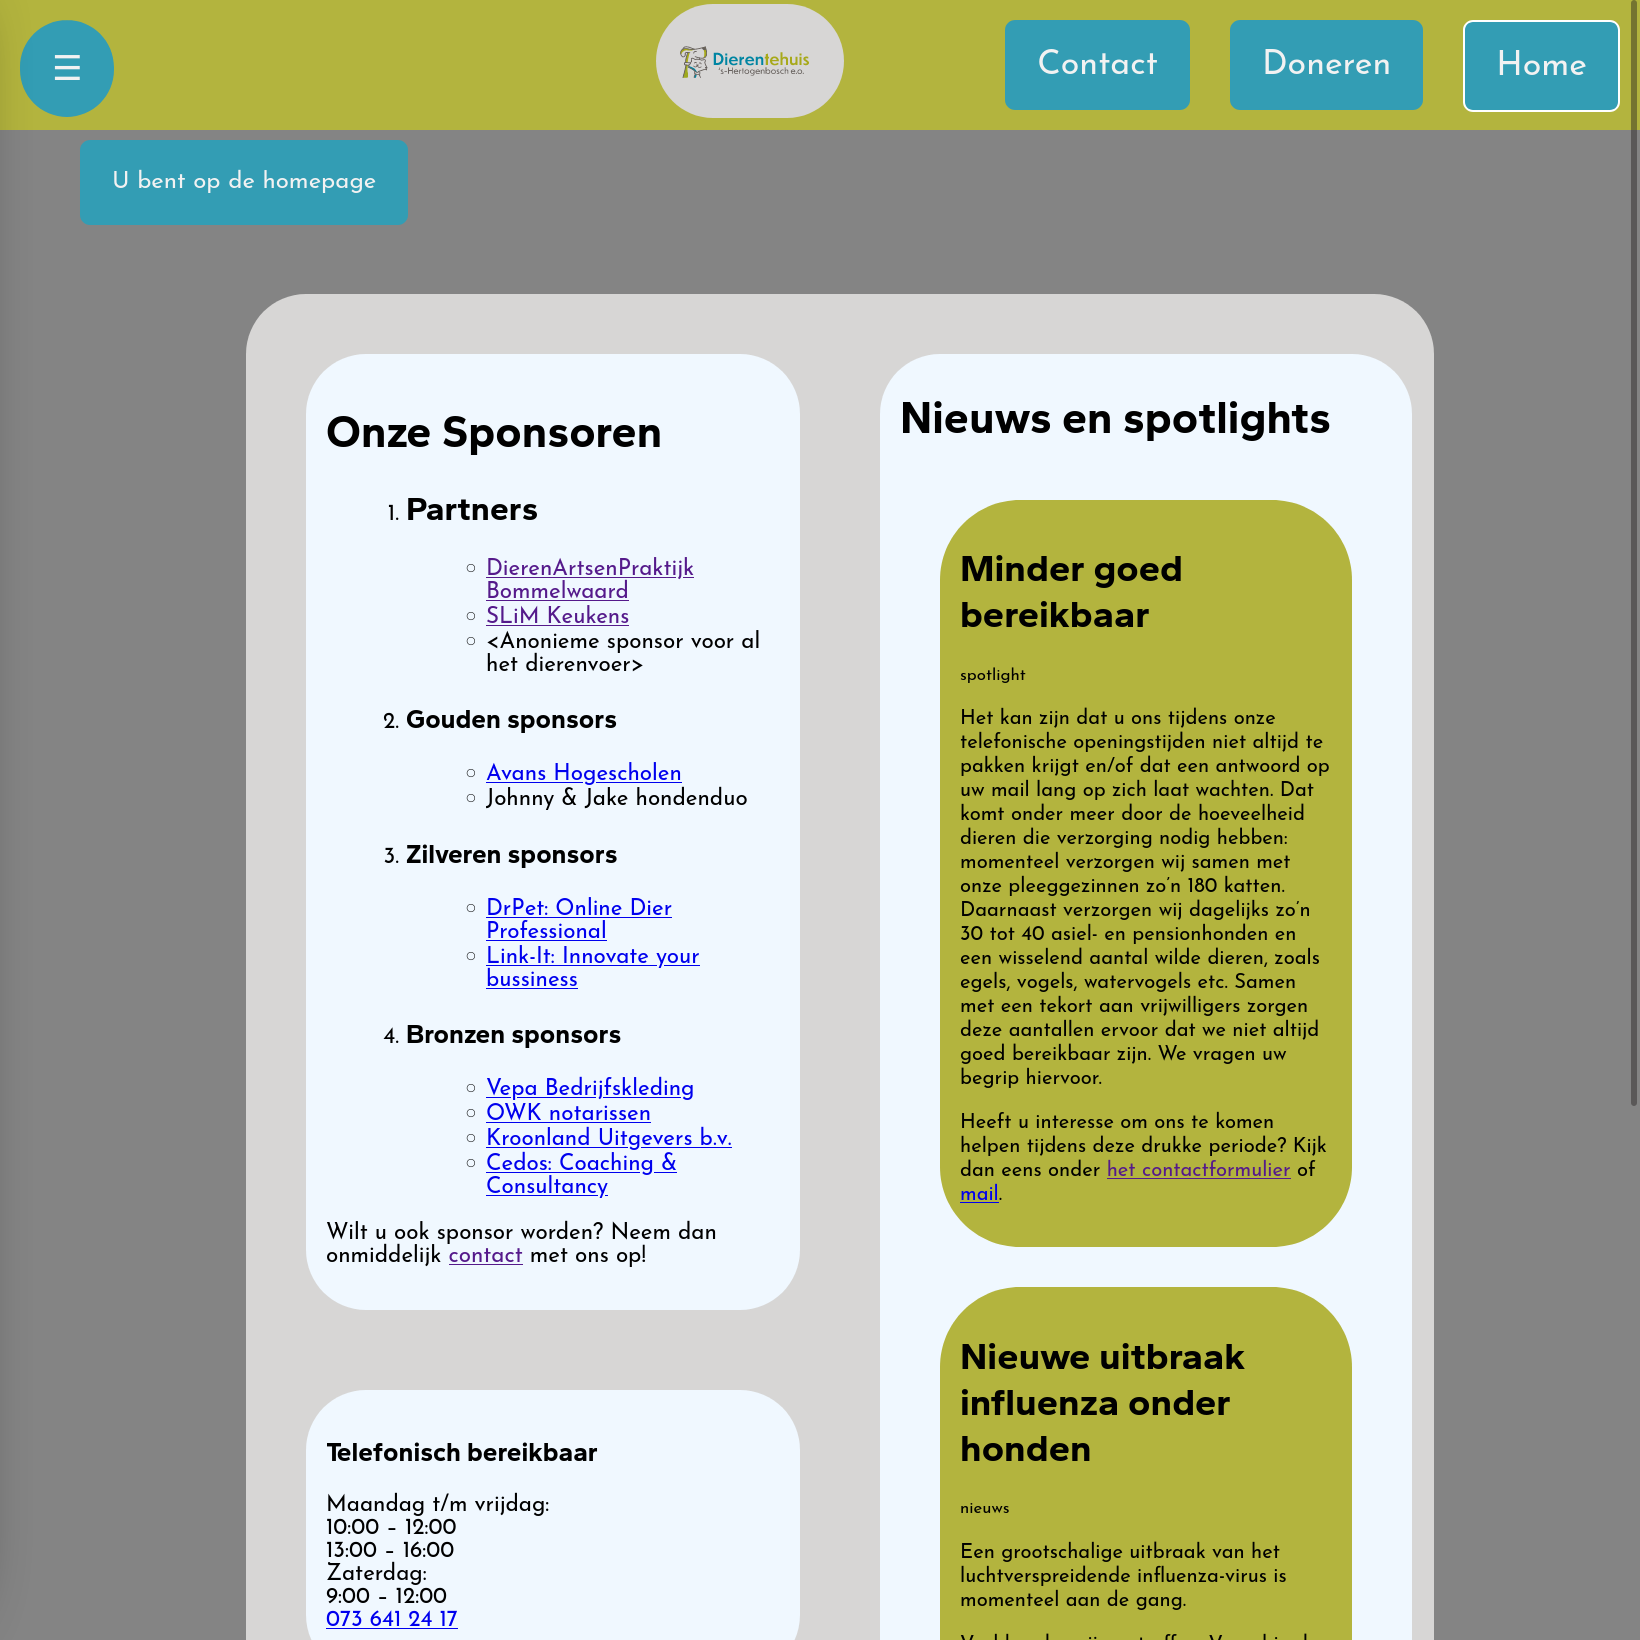 ☰
Dierentehuis
's-Hertogenbosch e.o.
Contact
Doneren
Home
U bent op de homepage
Onze Sponsoren
1. Partners
DierenArtsenPraktijk
Bommelwaard
SLiM Keukens
<Anonieme sponsor voor al
het dierenvoer>
2. Gouden sponsors
Avans Hogescholen
Johnny & Jake hondenduo
3. Zilveren sponsors
DrPet: Online Dier
Professional
Link-It: Innovate your
bussiness
4. Bronzen sponsors
Vepa Bedrijfskleding
OWK notarissen
Kroonland Uitgevers b.v.
Cedos: Coaching &
Consultancy
Wilt u ook sponsor worden? Neem dan
onmiddelijk contact met ons op!
Telefonisch bereikbaar
Maandag t/m vrijdag:
10:00 – 12:00
13:00 – 16:00
Zaterdag:
9:00 – 12:00
073 641 24 17
Nieuws en spotlights
Minder goed
bereikbaar
spotlight
Het kan zijn dat u ons tijdens onze
telefonische openingstijden niet altijd te
pakken krijgt en/of dat een antwoord op
uw mail lang op zich laat wachten. Dat
komt onder meer door de hoeveelheid
dieren die verzorging nodig hebben:
momenteel verzorgen wij samen met
onze pleeggezinnen zo'n 180 katten.
Daarnaast verzorgen wij dagelijks zo'n
30 tot 40 asiel- en pensionhonden en
een wisselend aantal wilde dieren, zoals
egels, vogels, watervogels etc. Samen
met een tekort aan vrijwilligers zorgen
deze aantallen ervoor dat we niet altijd
goed bereikbaar zijn. We vragen uw
begrip hiervoor.
Heeft u interesse om ons te komen
helpen tijdens deze drukke periode? Kijk
dan eens onder het contactformulier of
mail.
Nieuwe uitbraak
influenza onder
honden
nieuws
Een grootschalige uitbraak van het
luchtverspreidende influenza-virus is
momenteel aan de gang.